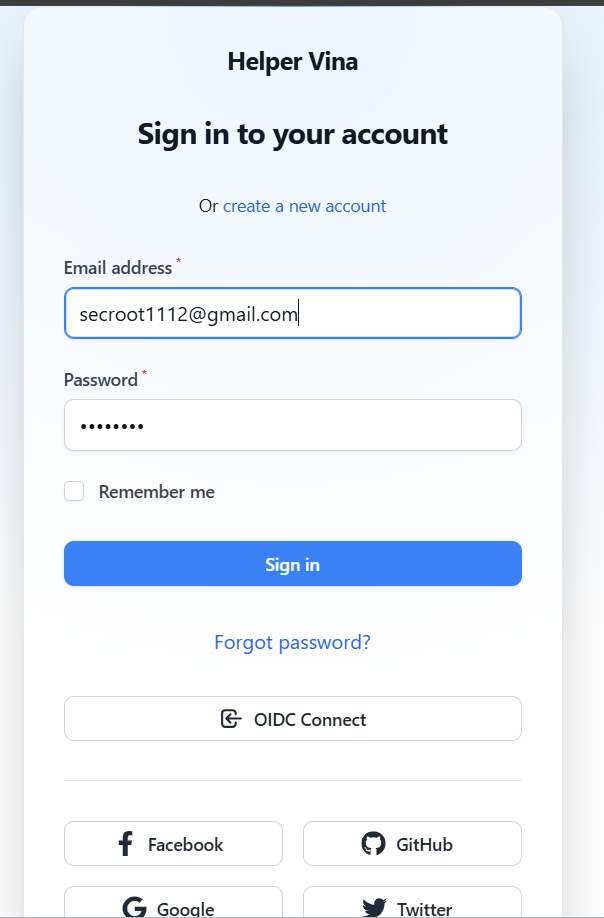 Helper Vina
Sign in to your account
Or create a new account
Email address *
secroot1112@gmail.com
Password *
••••••••
Remember me
Sign in
Forgot password?
OIDC Connect
Facebook
GitHub
Google
Twitter